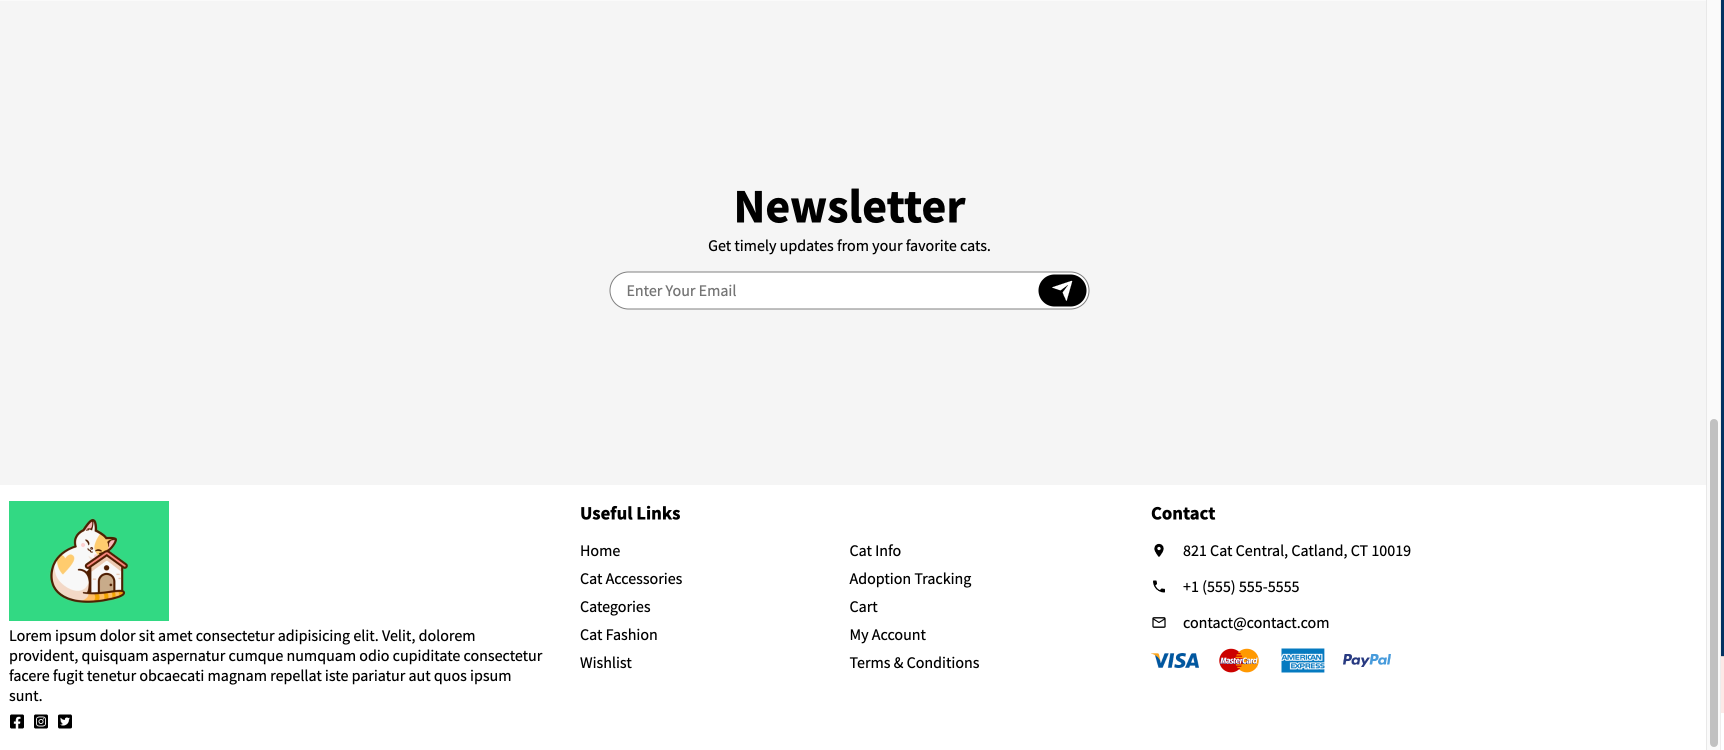 Newsletter
Get timely updates from your favorite cats.
Enter Your Email
Lorem ipsum dolor sit amet consectetur adipisicing elit. Velit, dolorem
provident, quisquam aspernatur cumque numquam odio cupiditate consectetur
facere fugit tenetur obcaecati magnam repellat iste pariatur aut quos ipsum
sunt.
Useful Links
Home
Cat Accessories
Categories
Cat Fashion
Wishlist
Cat Info
Adoption Tracking
Cart
My Account
Terms & Conditions
Contact
821 Cat Central, Catland, CT 10019
+1 (555) 555-5555
contact@contact.com
VISA MasterCard AMERICAN EXPRESS PayPal